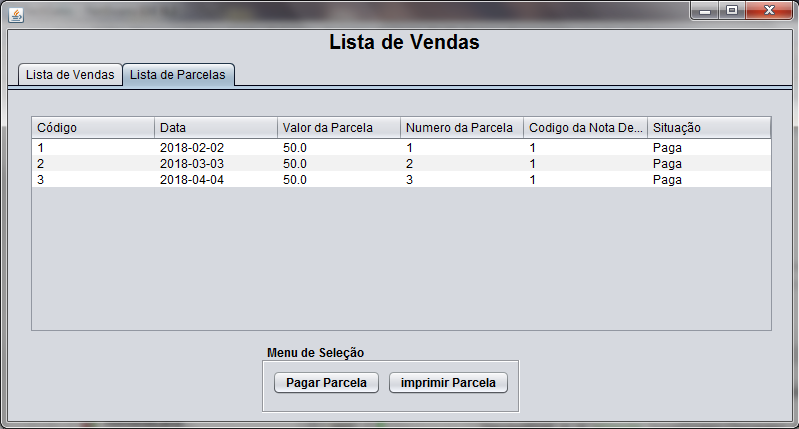 Lista de Vendas
Lista de Vendas Lista de Parcelas
Código Data Valor da Parcela Numero da Parcela Codigo da Nota De... Situação
1 2018-02-02 50.0 1 1 Paga
2 2018-03-03 50.0 2 1 Paga
3 2018-04-04 50.0 3 1 Paga
Menu de Seleção
Pagar Parcela imprimir Parcela